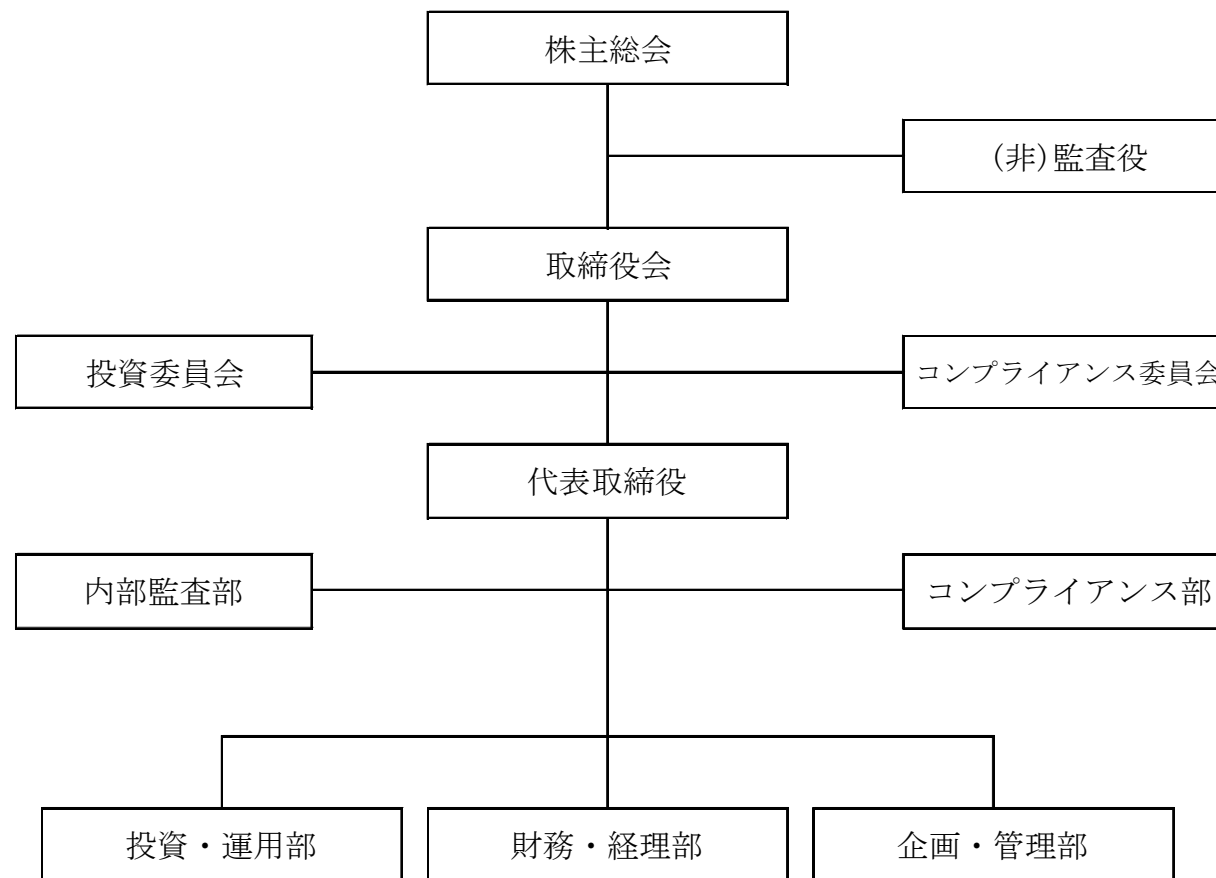 株主総会
(非)監査役
取締役会
投資委員会
コンプライアンス委員会
代表取締役
内部監査部
コンプライアンス部
投資・運用部
財務・経理部
企画・管理部